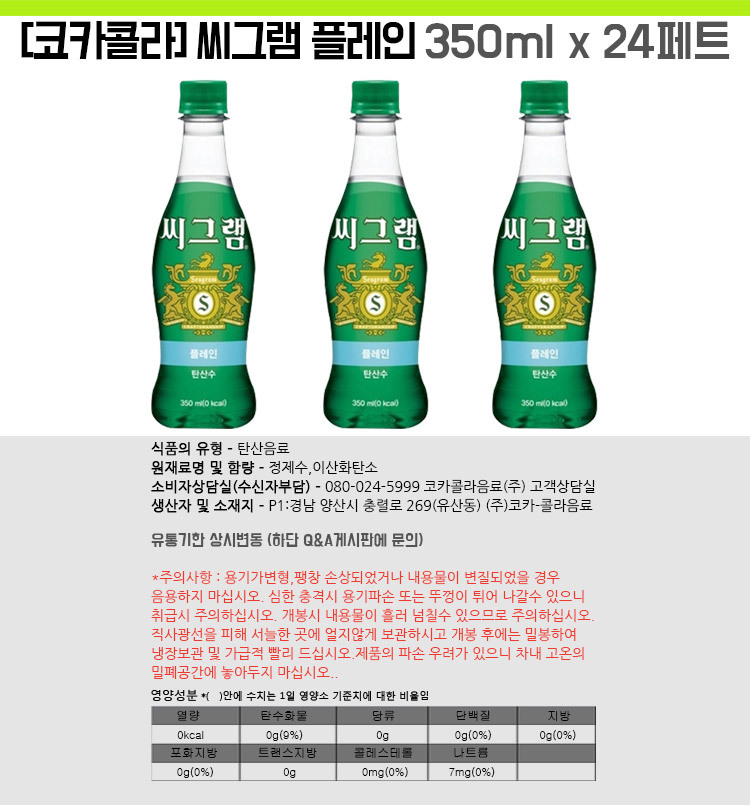 [코카콜라] 씨그램 플레인 350ml x 24페트
씨그램 씨그램 씨그램
Seagram Seagram Seagram
S S S
플레인 플레인 플레인
탄산수 탄산수 탄산수
350 ml(0 kcal) 350 ml(0 kcal) 350 ml(0 kcal)
식품의 유형 - 탄산음료
원재료명 및 함량 - 정제수,이산화탄소
소비자상담실(수신자부담) - 080-024-5999 코카콜라음료(주) 고객상담실
생산자 및 소재지 - P1:경남 양산시 충렬로 269(유산동) (주)코카-콜라음료
유통기한 상시변동 (하단 Q&A게시판에 문의)
*주의사항 : 용기가변형,팽창 손상되었거나 내용물이 변질되었을 경우
음용하지 마십시오. 심한 충격시 용기파손 또는 뚜껑이 튀어 나갈수 있으니
취급시 주의하십시오. 개봉시 내용물이 흘러 넘칠수 있으므로 주의하십시오.
직사광선을 피해 서늘한 곳에 얼지않게 보관하시고 개봉 후에는 밀봉하여
냉장보관 및 가급적 빨리 드십시오.제품의 파손 우려가 있으니 차내 고온의
밀폐공간에 놓아두지 마십시오..
영양성분 *( )안에 수치는 1일 영양소 기준치에 대한 비율임
열량 탄수화물 당류 단백질 지방
0kcal 0g(9%) 0g 0g(0%) 0g(0%)
포화지방 트랜스지방 콜레스테롤 나트륨
0g(0%) 0g 0mg(0%) 7mg(0%)